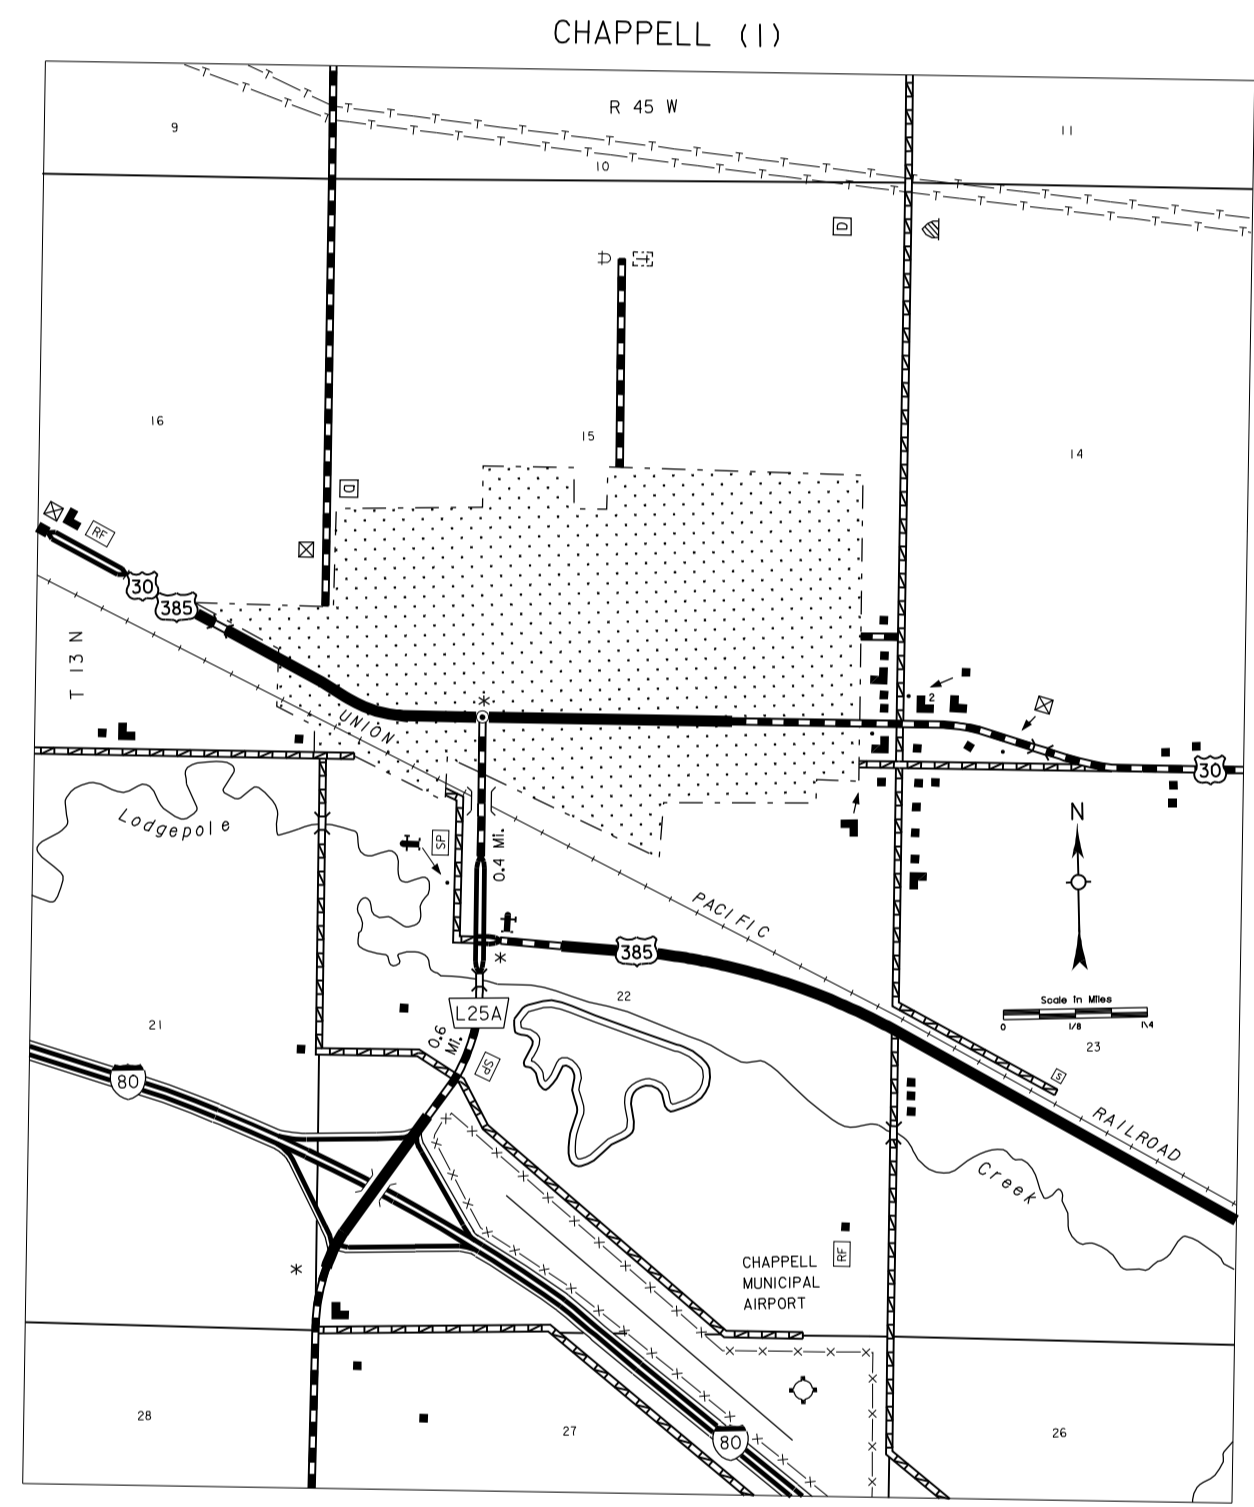 CHAPPELL (1)
R 45 W
9
10
11
D
16
15
14
D
RF
30
385
T 13 N
UNION
2
30
Lodgepole
SP
0.4 Mi.
N
PACIFIC
385
22
L25A
Scale in Miles
0
1/8
1/4
21
0.6
Mi.
SP
23
S
80
RAILROAD
Creek
CHAPPELL
MUNICIPAL
AIRPORT
RF
28
27
80
26